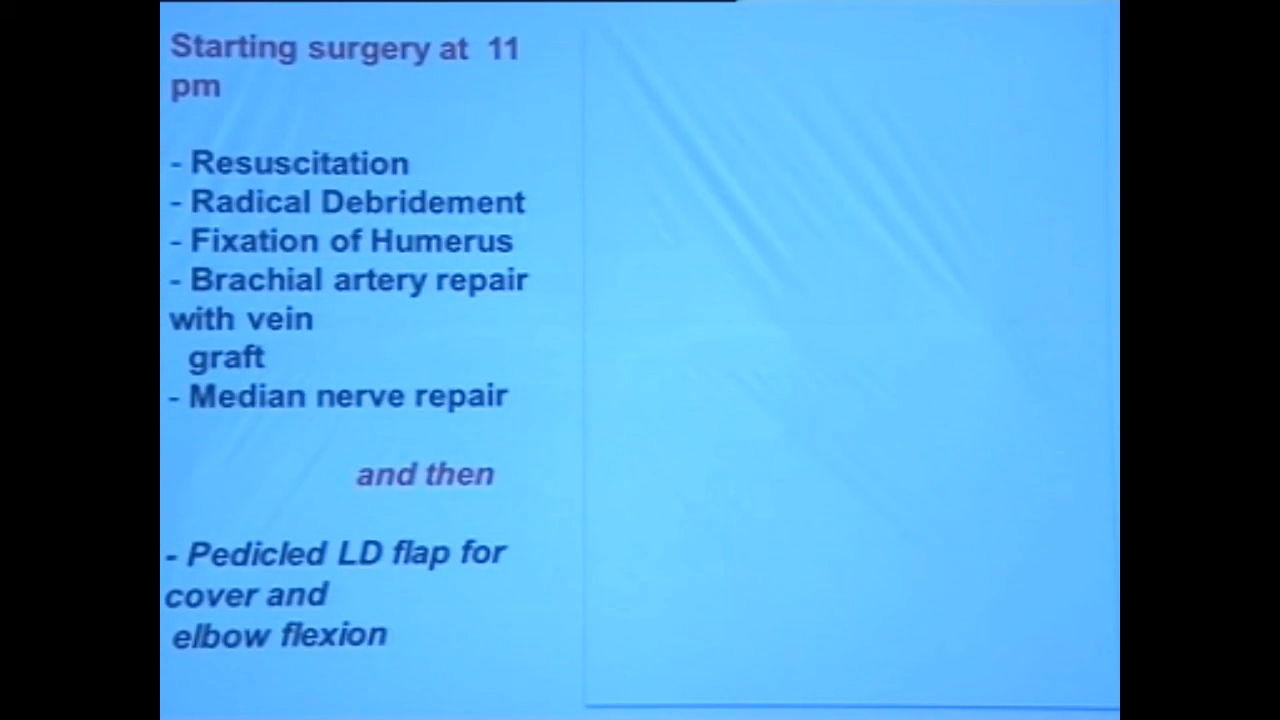 Starting surgery at 11
pm
- Resuscitation
- Radical Debridement
- Fixation of Humerus
- Brachial artery repair
with vein
graft
- Median nerve repair
and then
- Pedicled LD flap for
cover and
elbow flexion